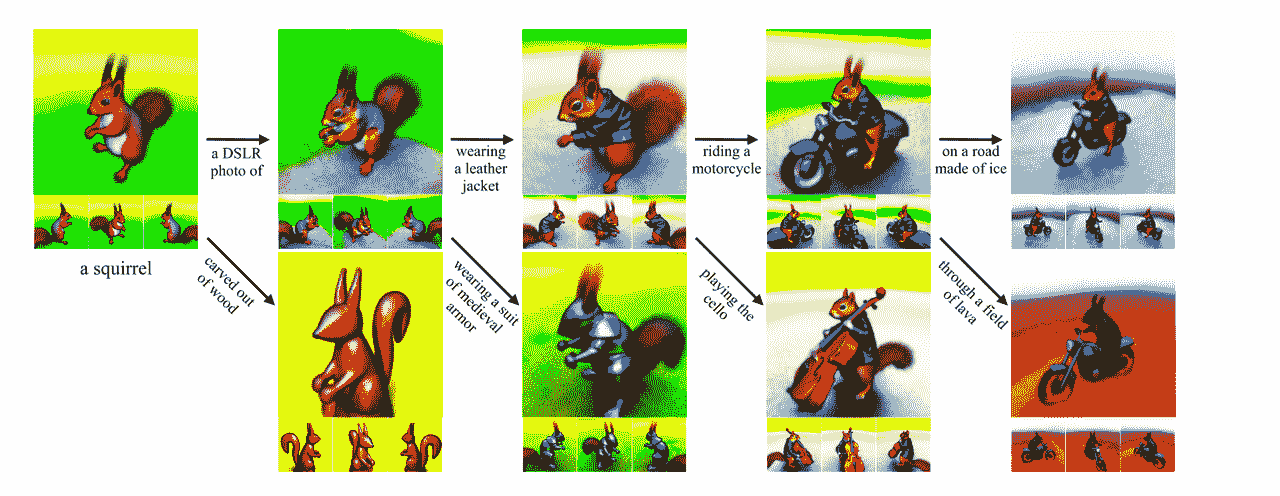 a DSLR
photo of
wearing
a leather
jacket
riding a
motorcycle
on a road
made of ice
a squirrel
carved out
of wood
wearing a suit
of medieval
armor
playing the
cello
through a field
of lava